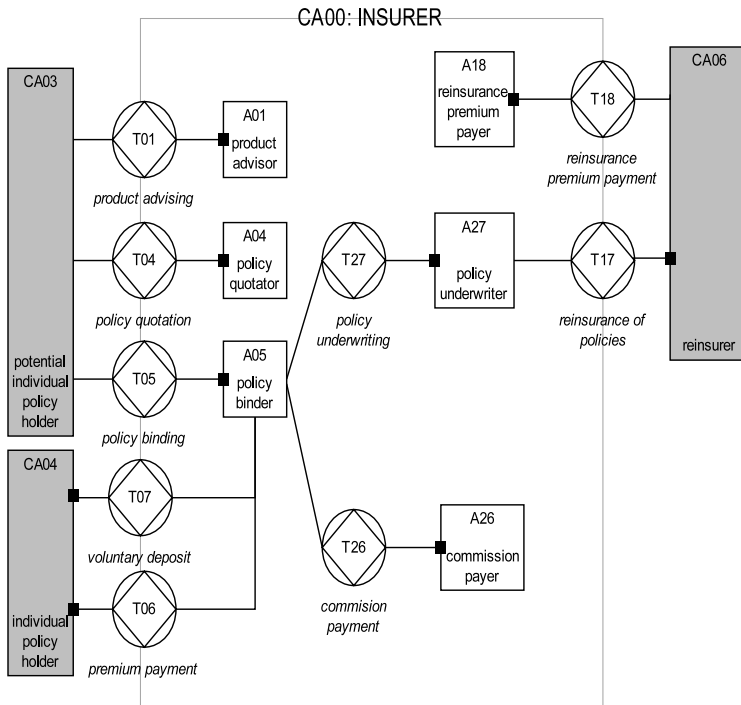 CA00: INSURER
CA03
potential
individual
policy
holder
T01
product advising
A01
product
advisor
T04
policy quotation
A04
policy
quotator
T05
policy binding
A05
policy
binder
CA04
individual
policy
holder
T07
voluntary deposit
T06
premium payment
T27
policy
underwriting
A27
policy
underwriter
T26
commision
payment
A26
commission
payer
A18
reinsurance
premium
payer
T18
reinsurance
premium payment
T17
reinsurance of
policies
CA06
reinsurer